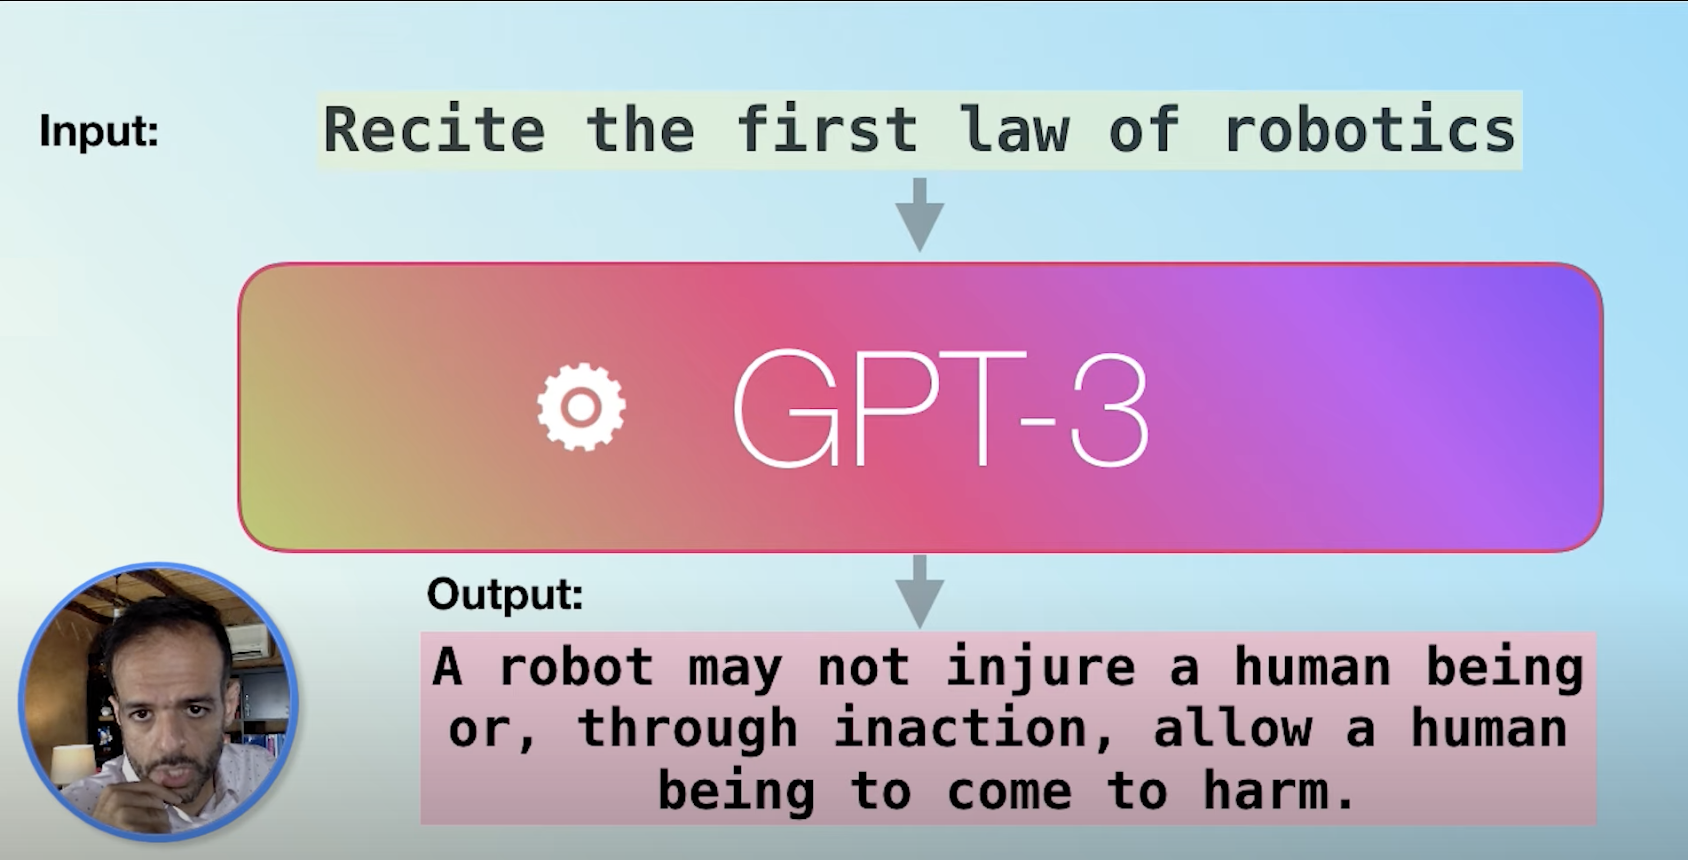 Input:
Recite the first law of robotics
GPT-3
Output:
A robot may not injure a human being
or, through inaction, allow a human
being to come to harm.